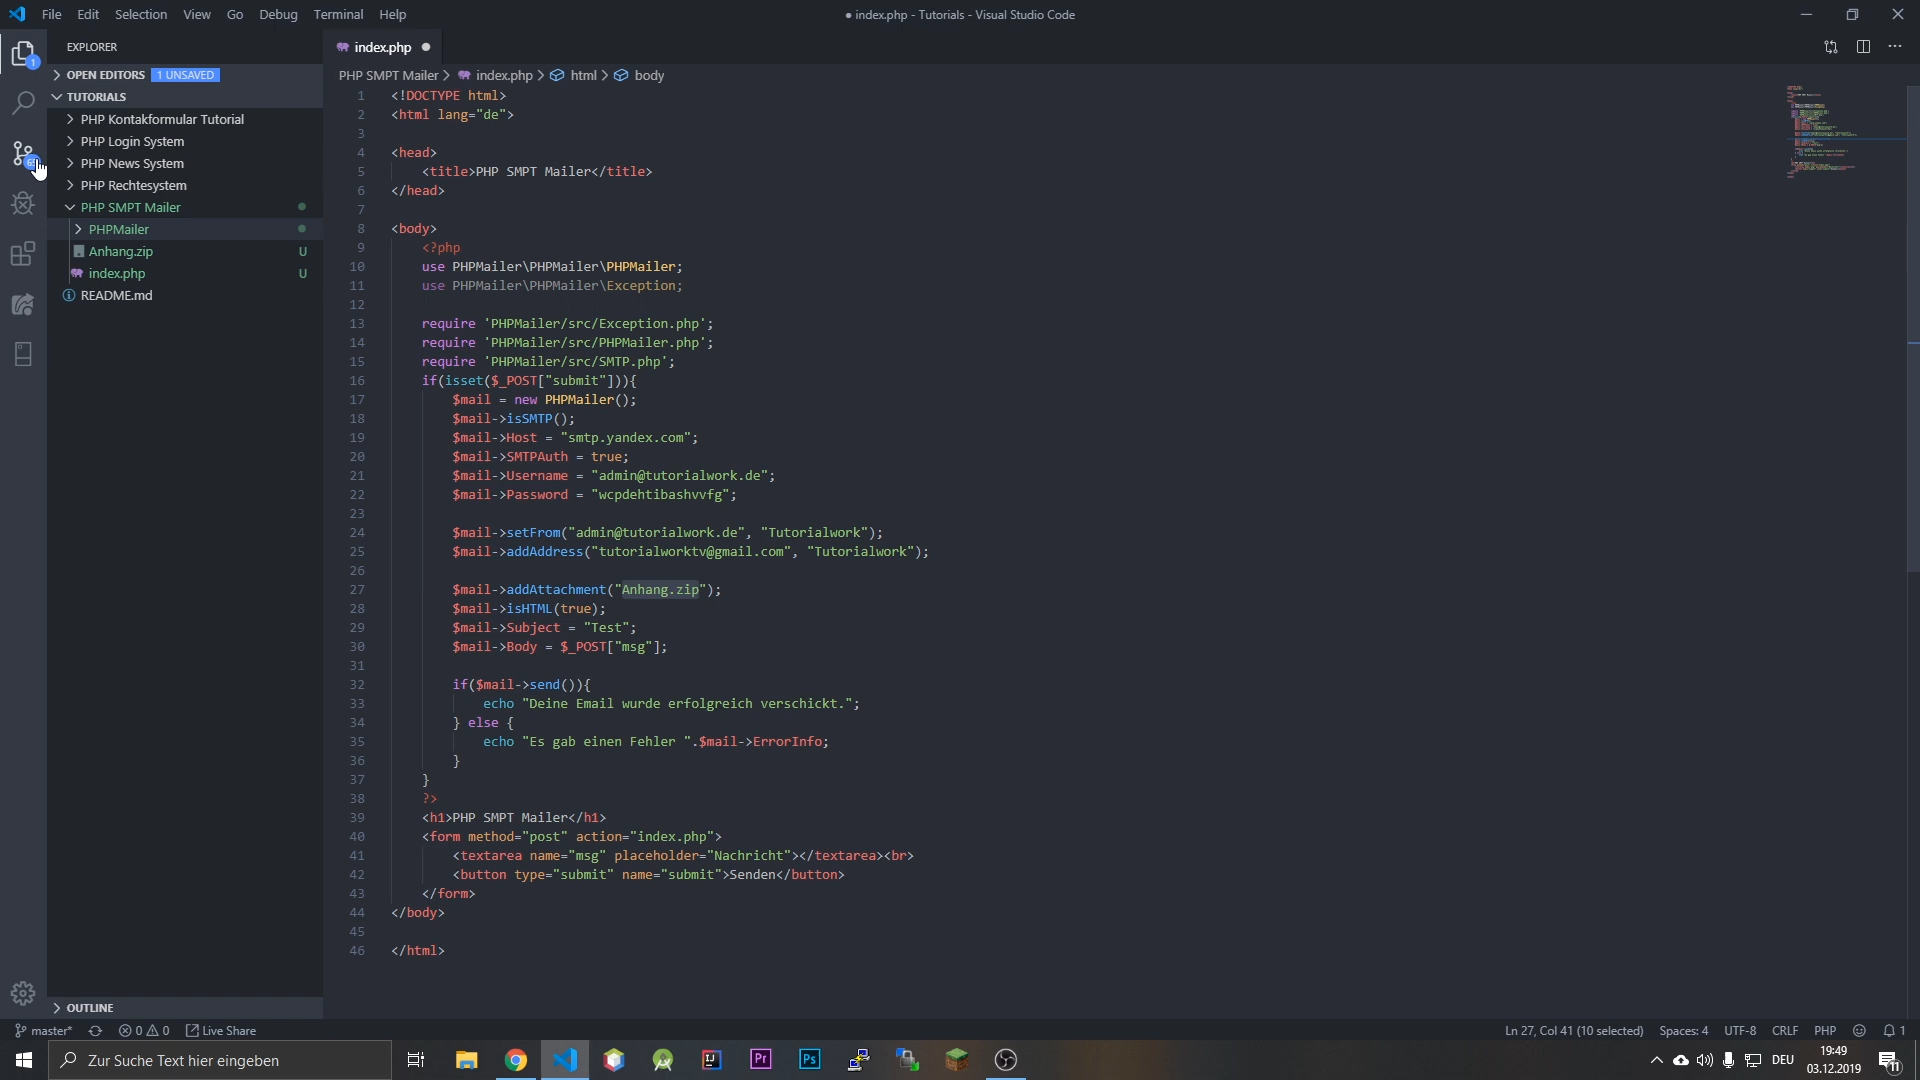 File Edit Selection View Go Debug Terminal Help
● index.php - Tutorials - Visual Studio Code
EXPLORER
OPEN EDITORS 1 UNSAVED
TUTORIALS
PHP Kontakformular Tutorial
PHP Login System
PHP News System
PHP Rechtesystem
PHP SMPT Mailer
PHPMailer
Anhang.zip U
index.php U
README.md
OUTLINE
1
index.php ●
PHP SMPT Mailer > index.php > html > body
1 <!DOCTYPE html>
2 <html lang="de">
3
4 <head>
5 <title>PHP SMPT Mailer</title>
6 </head>
7
8 <body>
9 <?php
10 use PHPMailer\PHPMailer\PHPMailer;
11 use PHPMailer\PHPMailer\Exception;
12
13 require 'PHPMailer/src/Exception.php';
14 require 'PHPMailer/src/PHPMailer.php';
15 require 'PHPMailer/src/SMTP.php';
16 if(isset($_POST["submit"])){
17 $mail = new PHPMailer();
18 $mail->isSMTP();
19 $mail->Host = "smtp.yandex.com";
20 $mail->SMTPAuth = true;
21 $mail->Username = "admin@tutorialwork.de";
22 $mail->Password = "wcpdehtibashvvfg";
23
24 $mail->setFrom("admin@tutorialwork.de", "Tutorialwork");
25 $mail->addAddress("tutorialworktv@gmail.com", "Tutorialwork");
26
27 $mail->addAttachment("Anhang.zip");
28 $mail->isHTML(true);
29 $mail->Subject = "Test";
30 $mail->Body = $_POST["msg"];
31
32 if($mail->send()){
33 echo "Deine Email wurde erfolgreich verschickt.";
34 } else {
35 echo "Es gab einen Fehler ".$mail->ErrorInfo;
36 }
37 }
38 ?>
39 <h1>PHP SMPT Mailer</h1>
40 <form method="post" action="index.php">
41 <textarea name="msg" placeholder="Nachricht"></textarea><br>
42 <button type="submit" name="submit">Senden</button>
43 </form>
44 </body>
45
46 </html>
master* 0 0 Live Share
Ln 27, Col 41 (10 selected) Spaces: 4 UTF-8 CRLF PHP 1
Zur Suche Text hier eingeben
IJ Pr Ps
DEU
19:49
03.12.2019
11